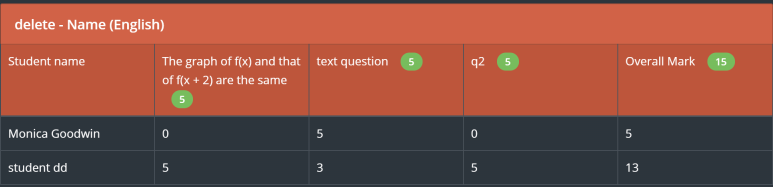 delete - Name (English)
Student name
The graph of f(x) and that
of f(x + 2) are the same
5
text question 5
q2 5
Overall Mark 15
Monica Goodwin 0 5 0 5
student dd 5 3 5 13